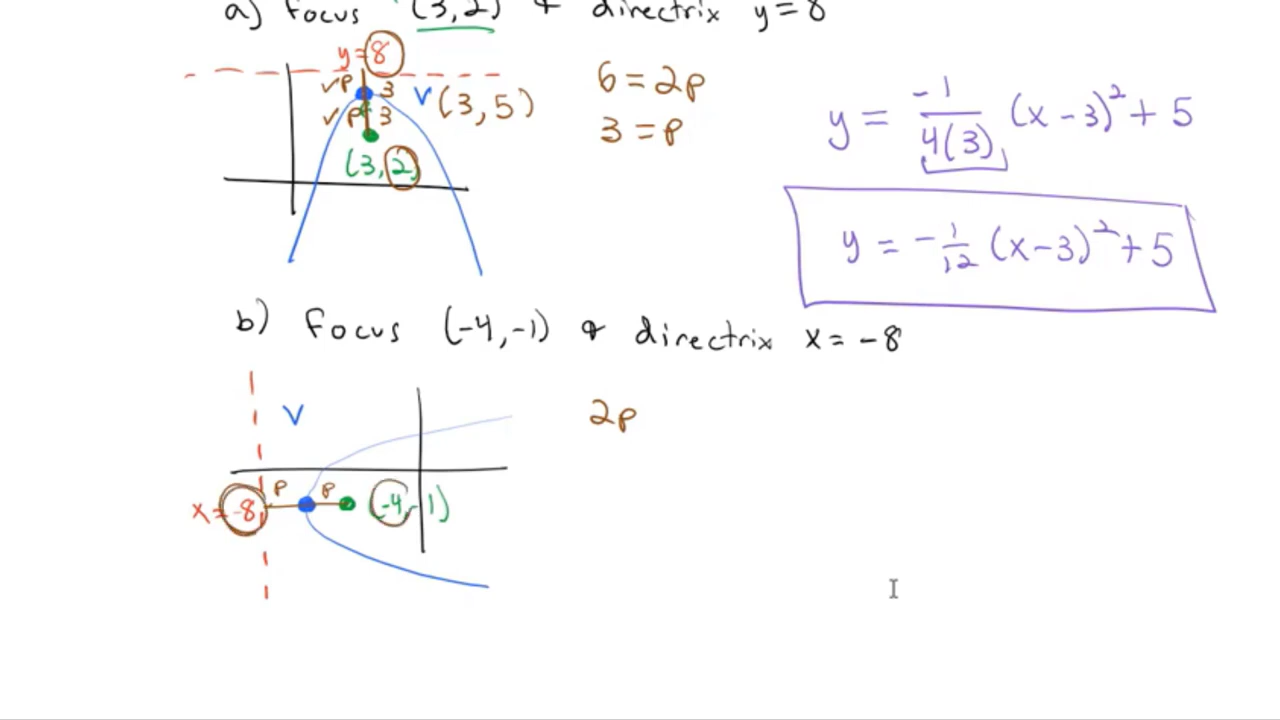 a) Focus (3,2) & directrix y=8
y=8
✓P 3
V(3,5)
✓P 3
(3,2)
6=2p
3=p
y = -1/4(3) (x-3)²+5
y = -1/12 (x-3)²+5
b) Focus (-4,-1) & directrix x=-8
V
2p
P P
x=-8
(-4,-1)